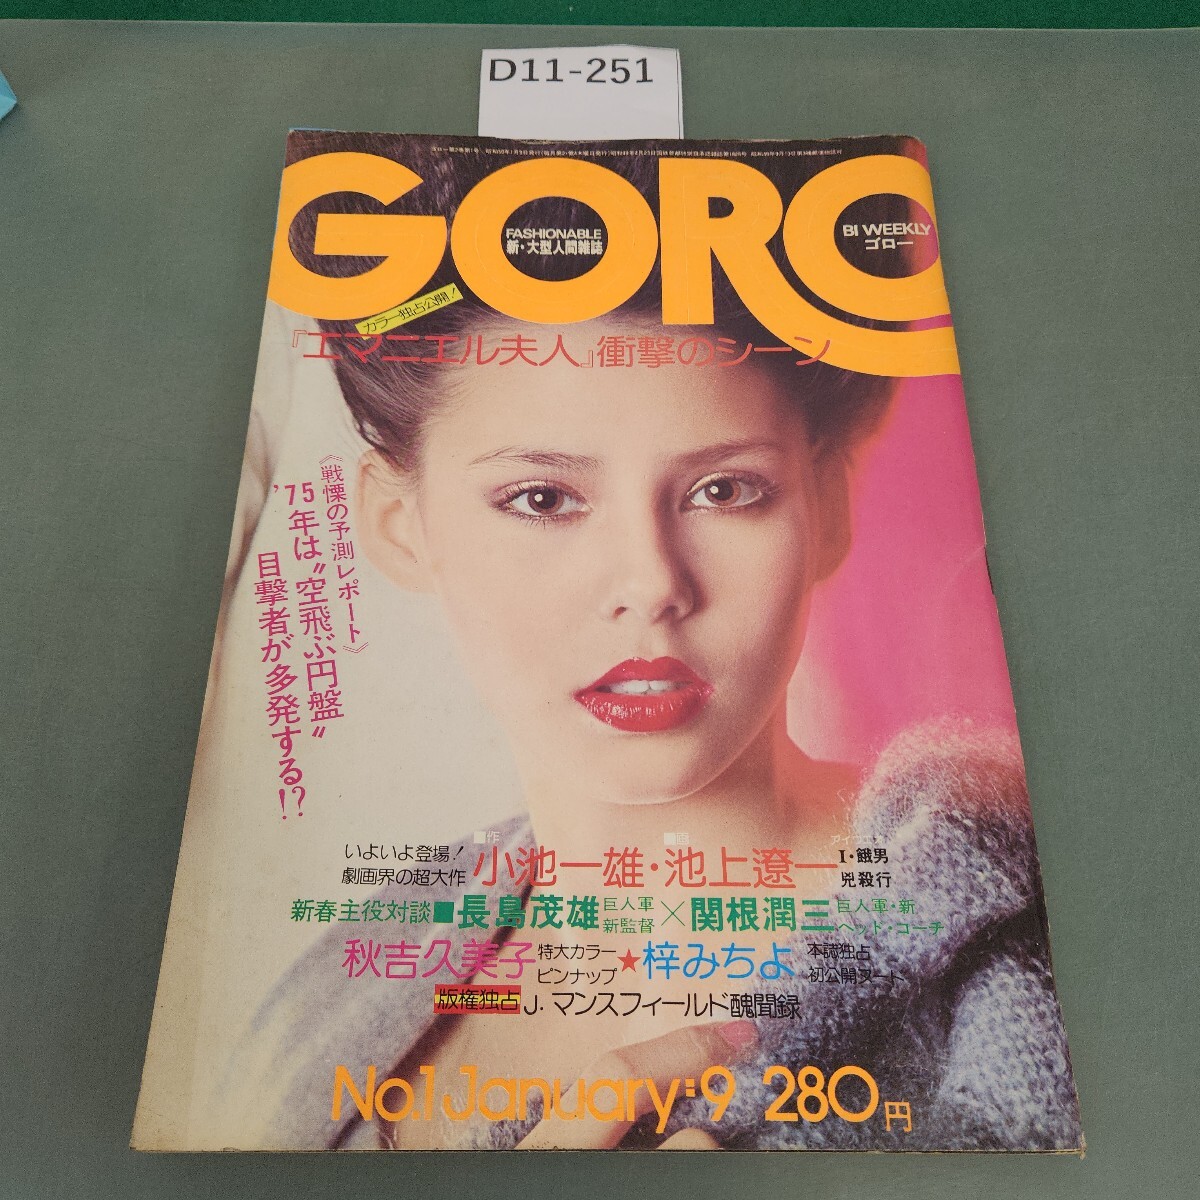 D11-251
GORO
FASHIONABLE
新・大型人間雑誌
BI WEEKLY
ゴロー
カラー独占公開!
『エマニエル夫人』衝撃のシーン
《戦慄の予測レポート》
'75年は“空飛ぶ円盤”
目撃者が多発する!?
■作
■画
いよいよ登場!
劇画界の超大作
小池一雄・池上遼一
I・餓男
兇殺行
新春主役対談■長島茂雄
巨人軍
新監督
×関根潤三
巨人軍・新
ヘッド・コーチ
秋吉久美子
特大カラー
ピンナップ
★梓みちよ
本誌独占
初公開ヌード
版権独占 J・マンスフィールド醜聞録
No.1 January:9 280円